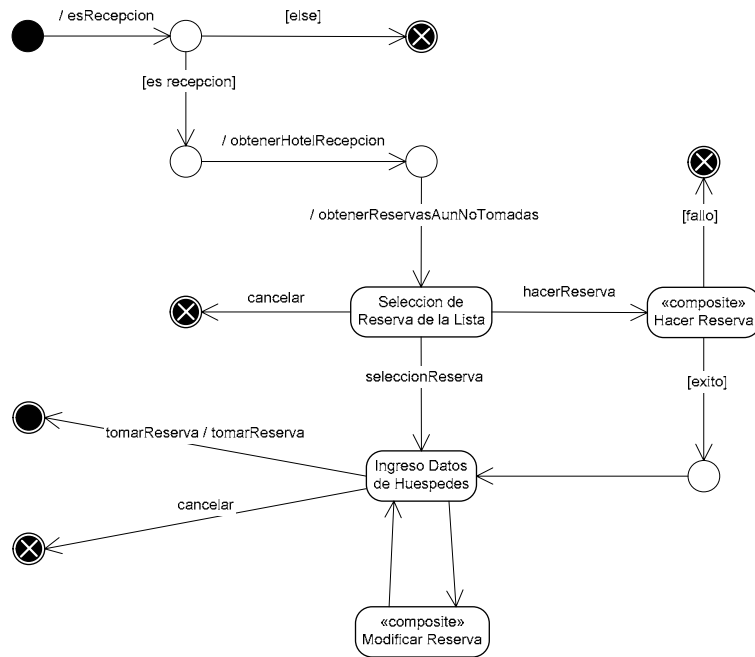 / esRecepcion
[else]
[es recepcion]
/ obtenerHotelRecepcion
[fallo]
/ obtenerReservasAunNoTomadas
cancelar
Seleccion de
Reserva de la Lista
hacerReserva
«composite»
Hacer Reserva
seleccionReserva
[exito]
tomarReserva / tomarReserva
Ingreso Datos
de Huespedes
cancelar
«composite»
Modificar Reserva